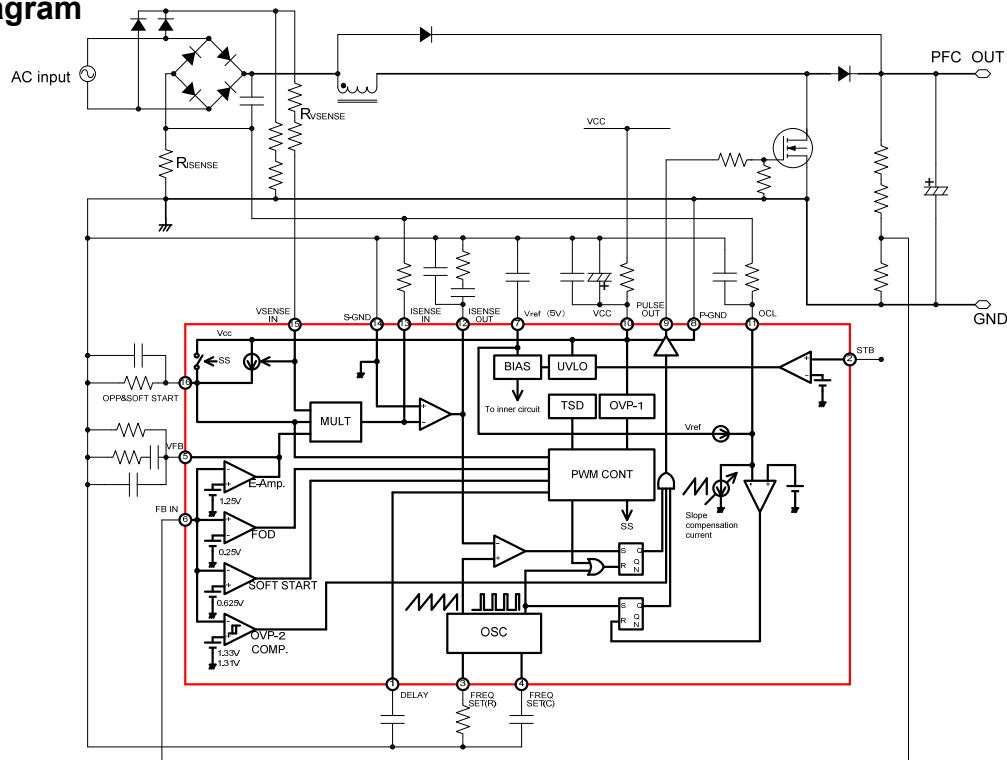 agram
AC input
PFC OUT
RVSENSE
VCC
RISENSE
GND
VSENSE IN
S-GND
ISENSE IN
ISENSE OUT
Vref (5V)
VCC
PULSE OUT
P-GND
OCL
15
14
13
12
7
10
9
8
11
Vcc
SS
STB
2
16
OPP&SOFT START
BIAS
UVLO
To inner circuit
TSD
OVP-1
MULT
Vref
VFB
5
E-Amp.
1.25V
PWM CONT
SS
Slope
compensation
current
FB IN
6
FOD
0.25V
SOFT START
0.625V
OVP-2
COMP.
1.33V
1.31V
S Q
R Q
N
S Q
R Q
N
OSC
1
DELAY
3
FREQ
SET(R)
4
FREQ
SET(C)